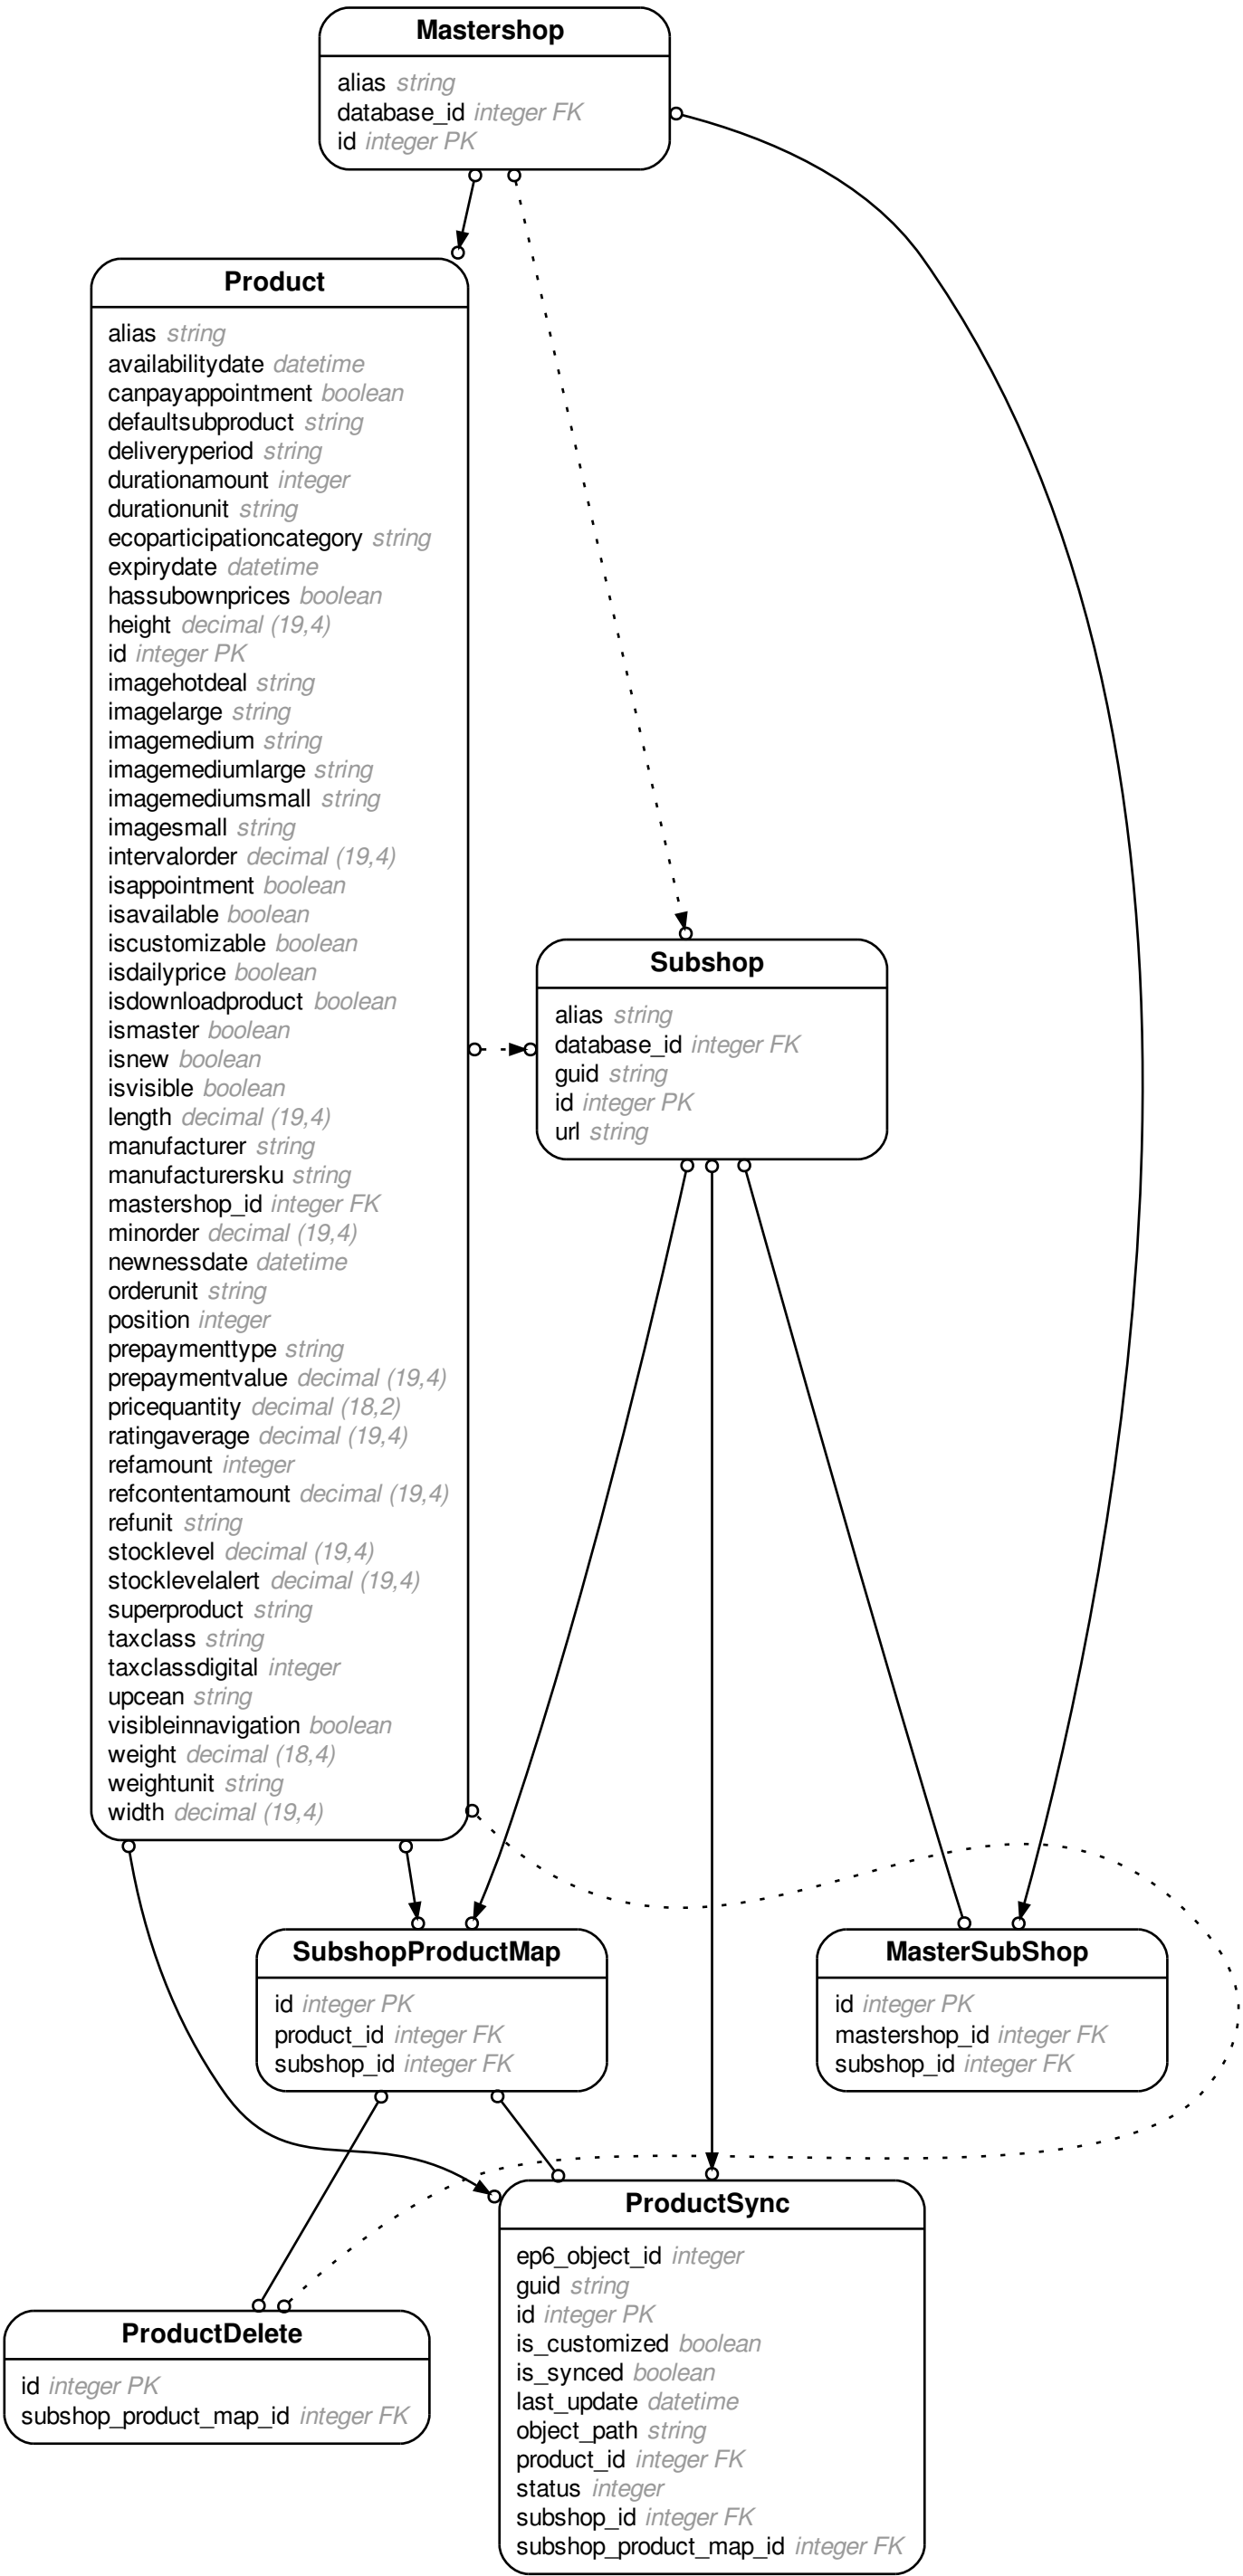 Mastershop
alias string
database_id integer FK
id integer PK
Product
alias string
availabilitydate datetime
canpayappointment boolean
defaultsubproduct string
deliveryperiod string
durationamount integer
durationunit string
ecoparticipationcategory string
expirydate datetime
hassubownprices boolean
height decimal (19,4)
id integer PK
imagehotdeal string
imagelarge string
imagemedium string
imagemediumlarge string
imagemediumsmall string
imagesmall string
intervalorder decimal (19,4)
isappointment boolean
isavailable boolean
iscustomizable boolean
isdailyprice boolean
isdownloadproduct boolean
ismaster boolean
isnew boolean
isvisible boolean
length decimal (19,4)
manufacturer string
manufacturersku string
mastershop_id integer FK
minorder decimal (19,4)
newnessdate datetime
orderunit string
position integer
prepaymenttype string
prepaymentvalue decimal (19,4)
pricequantity decimal (18,2)
ratingaverage decimal (19,4)
refamount integer
refcontentamount decimal (19,4)
refunit string
stocklevel decimal (19,4)
stocklevelalert decimal (19,4)
superproduct string
taxclass string
taxclassdigital integer
upcean string
visibleinnavigation boolean
weight decimal (18,4)
weightunit string
width decimal (19,4)
Subshop
alias string
database_id integer FK
guid string
id integer PK
url string
SubshopProductMap
id integer PK
product_id integer FK
subshop_id integer FK
MasterSubShop
id integer PK
mastershop_id integer FK
subshop_id integer FK
ProductDelete
id integer PK
subshop_product_map_id integer FK
ProductSync
ep6_object_id integer
guid string
id integer PK
is_customized boolean
is_synced boolean
last_update datetime
object_path string
product_id integer FK
status integer
subshop_id integer FK
subshop_product_map_id integer FK